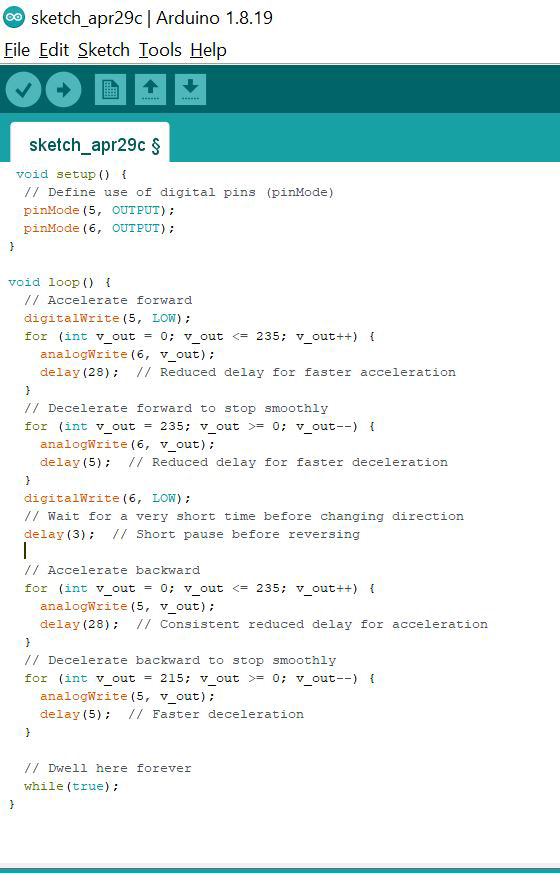 sketch_apr29c | Arduino 1.8.19
File Edit Sketch Tools Help
sketch_apr29c §
void setup() {
  // Define use of digital pins (pinMode)
  pinMode(5, OUTPUT);
  pinMode(6, OUTPUT);
}
void loop() {
  // Accelerate forward
  digitalWrite(5, LOW);
  for (int v_out = 0; v_out <= 235; v_out++) {
    analogWrite(6, v_out);
    delay(28);  // Reduced delay for faster acceleration
  }
  // Decelerate forward to stop smoothly
  for (int v_out = 235; v_out >= 0; v_out--) {
    analogWrite(6, v_out);
    delay(5);  // Reduced delay for faster deceleration
  }
  digitalWrite(6, LOW);
  // Wait for a very short time before changing direction
  delay(3);  // Short pause before reversing
  // Accelerate backward
  for (int v_out = 0; v_out <= 235; v_out++) {
    analogWrite(5, v_out);
    delay(28);  // Consistent reduced delay for acceleration
  }
  // Decelerate backward to stop smoothly
  for (int v_out = 215; v_out >= 0; v_out--) {
    analogWrite(5, v_out);
    delay(5);  // Faster deceleration
  }
  // Dwell here forever
  while(true);
}